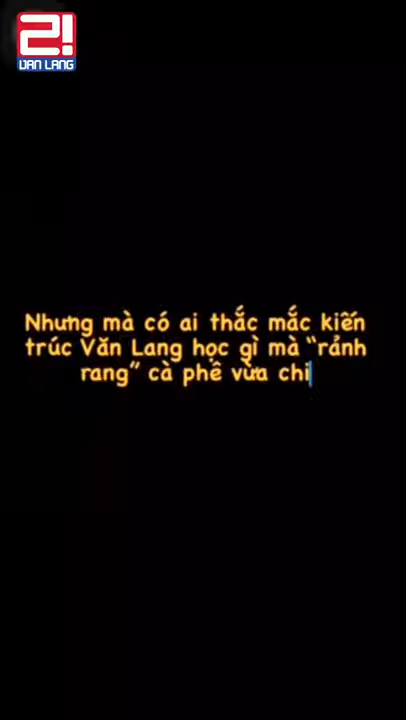 2!
VAN LANG
Nhưng mà có ai thắc mắc kiến
trúc Văn Lang học gì mà “rảnh
rang” cà phê vừa chi